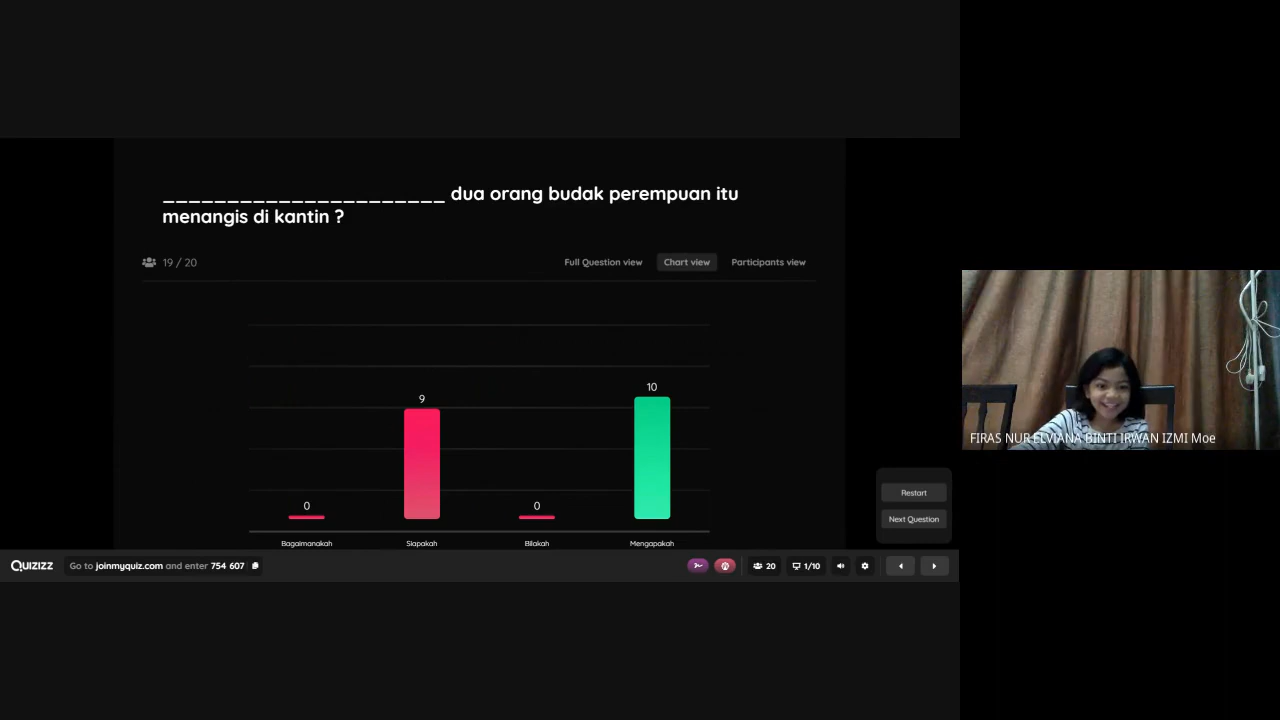 _______________________ dua orang budak perempuan itu
menangis di kantin ?
19 / 20
Full Question view
Chart view
Participants view
0
9
0
10
Bagaimanakah
Siapakah
Bilakah
Mengapakah
Restart
Next Question
QUIZIZZ
Go to joinmyquiz.com and enter 754 607
20
1/10
FIRAS NUR ELVIANA BINTI IRWAN IZMI Moe